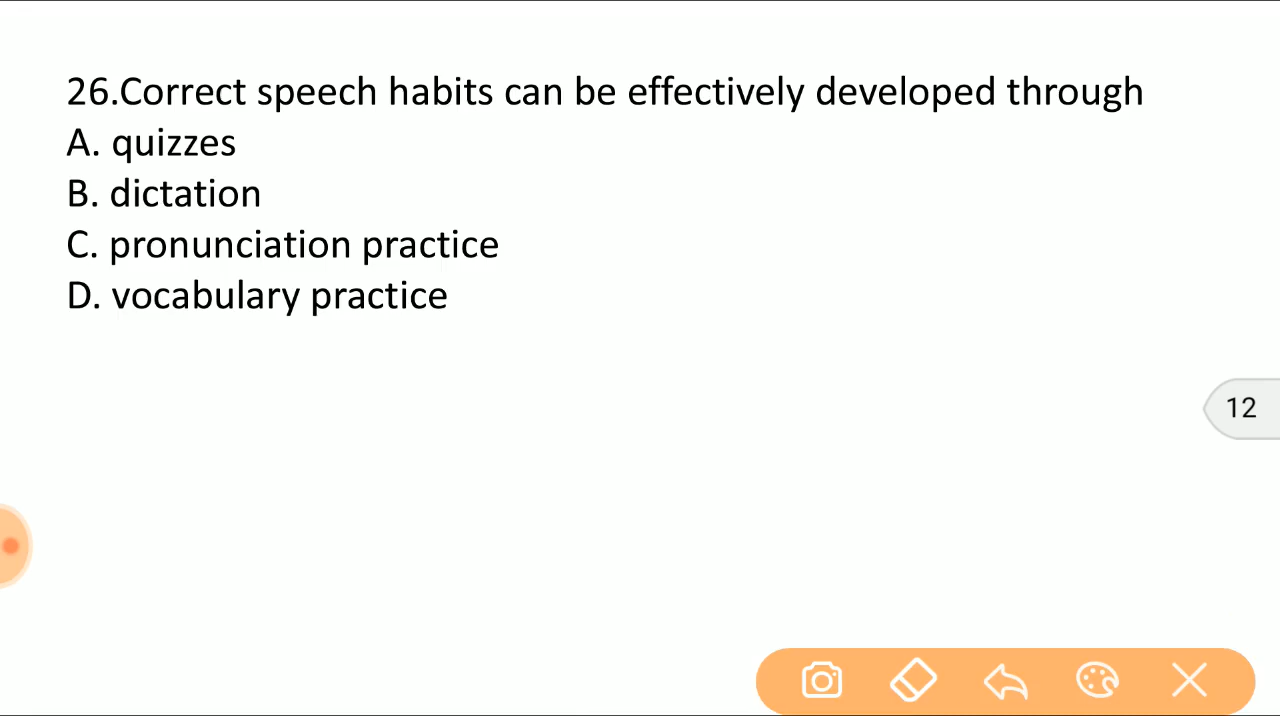 26.Correct speech habits can be effectively developed through
A. quizzes
B. dictation
C. pronunciation practice
D. vocabulary practice
12